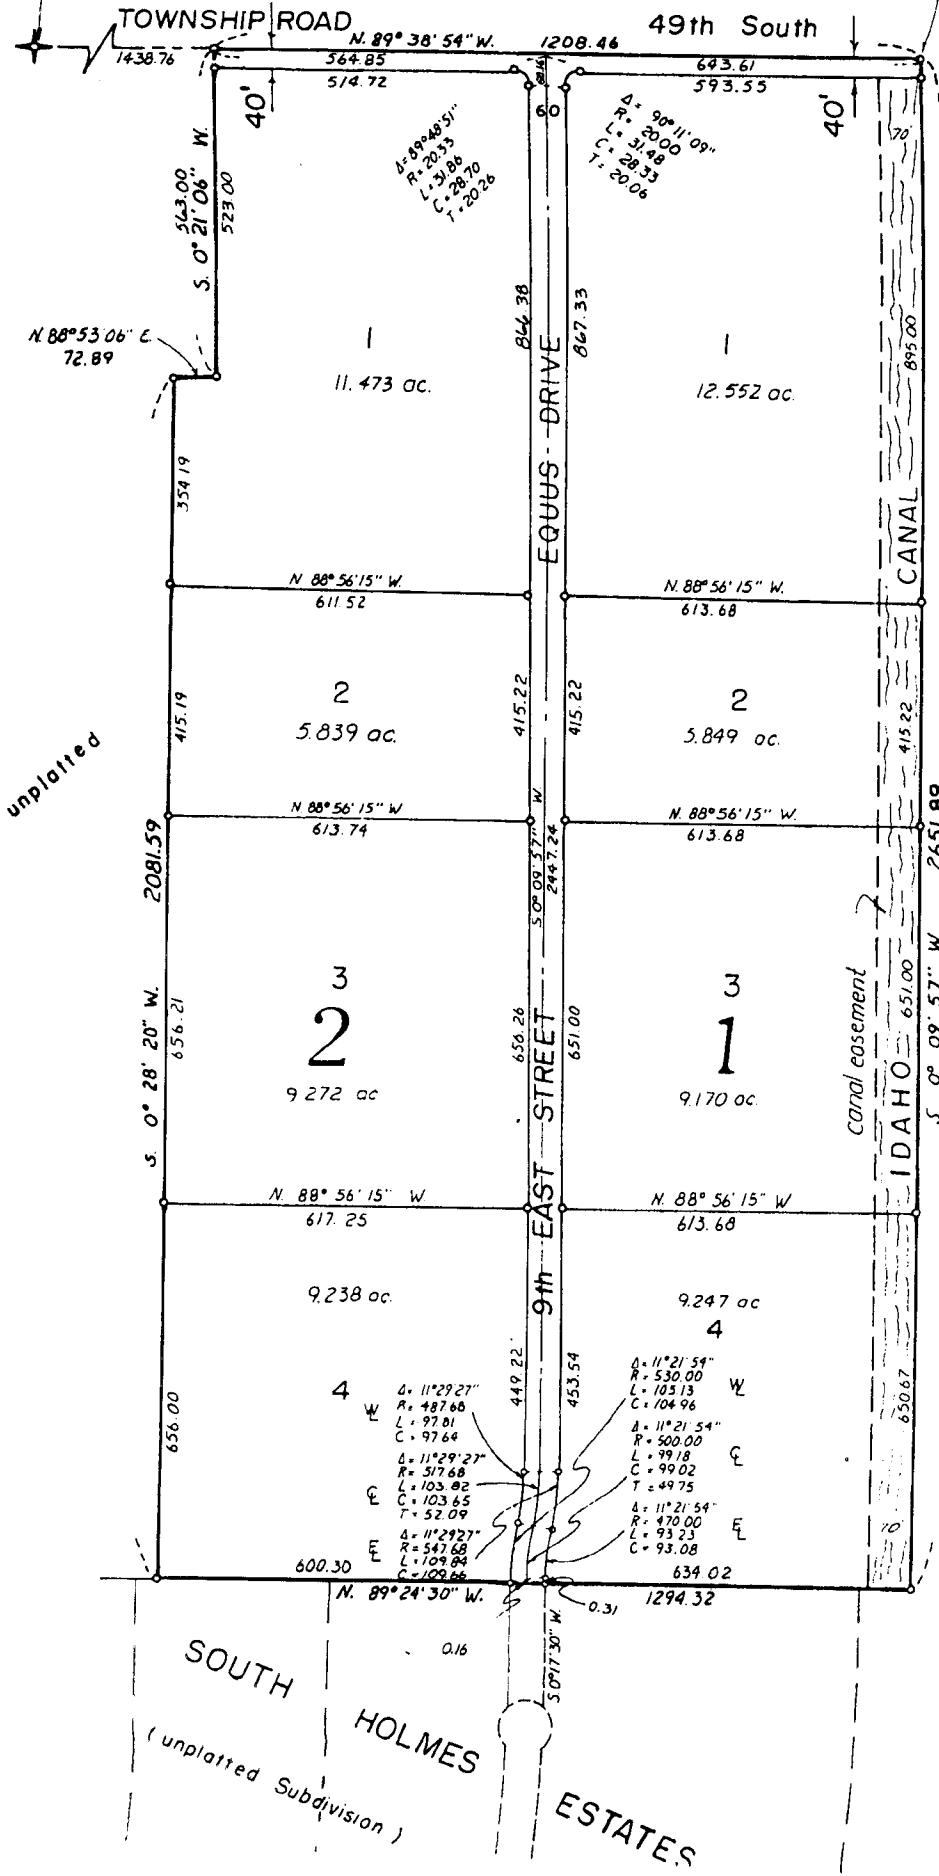 TOWNSHIP ROAD
49th South
N. 89° 38' 54" W. 1208.46
1438.76
564.85
643.61
514.72
593.55
40'
60
40'
70'
Δ= 89°48'51"
R= 20.33
L= 31.86
C= 28.70
T= 20.26
Δ= 90°11'09"
R= 20.00
L= 31.48
C= 28.33
T= 20.06
S. 0° 21' 06" W.
563.00
523.00
N. 88°53'06" E.
72.89
866.38
867.33
895.00
1
11.473 ac.
1
12.552 ac.
EQUUS DRIVE
CANAL
354.19
N 88°56'15" W.
611.52
N. 88°56'15" W.
613.68
unplatted
415.19
2
5.839 ac.
415.22
415.22
2
5.849 ac.
415.22
N 88°56'15" W
613.74
N. 88°56'15" W.
613.68
2081.59
S. 0° 28' 20" W.
656.21
S 0° 09' 57" W
2447.24
2651.89
S 0° 09' 57" W
3
2
9.272 ac
656.26
651.00
3
1
9.170 ac.
canal easement
651.00
IDAHO
9th EAST STREET
N. 88° 56' 15" W.
617.25
N. 88° 56' 15" W
613.68
9.238 ac.
9.247 ac
4
4
656.00
449.22'
453.54
650.67
Δ= 11°29'27"
R= 487.68
L= 97.81
C= 97.64
WL
Δ= 11°29'27"
R= 517.68
L= 103.82
C= 103.65
T= 52.09
CL
Δ= 11°29'27"
R= 547.68
L= 109.84
C= 109.66
EL
Δ= 11°21'54"
R= 530.00
L= 105.13
C= 104.96
WL
Δ= 11°21'54"
R= 500.00
L= 99.18
C= 99.02
T= 49.75
CL
Δ= 11°21'54"
R= 470.00
L= 93.23
C= 93.08
EL
70'
600.30
634.02
N. 89° 24' 30" W.
1294.32
0.31
0.16
S.0°17'30" W.
SOUTH HOLMES ESTATES
(unplatted Subdivision)